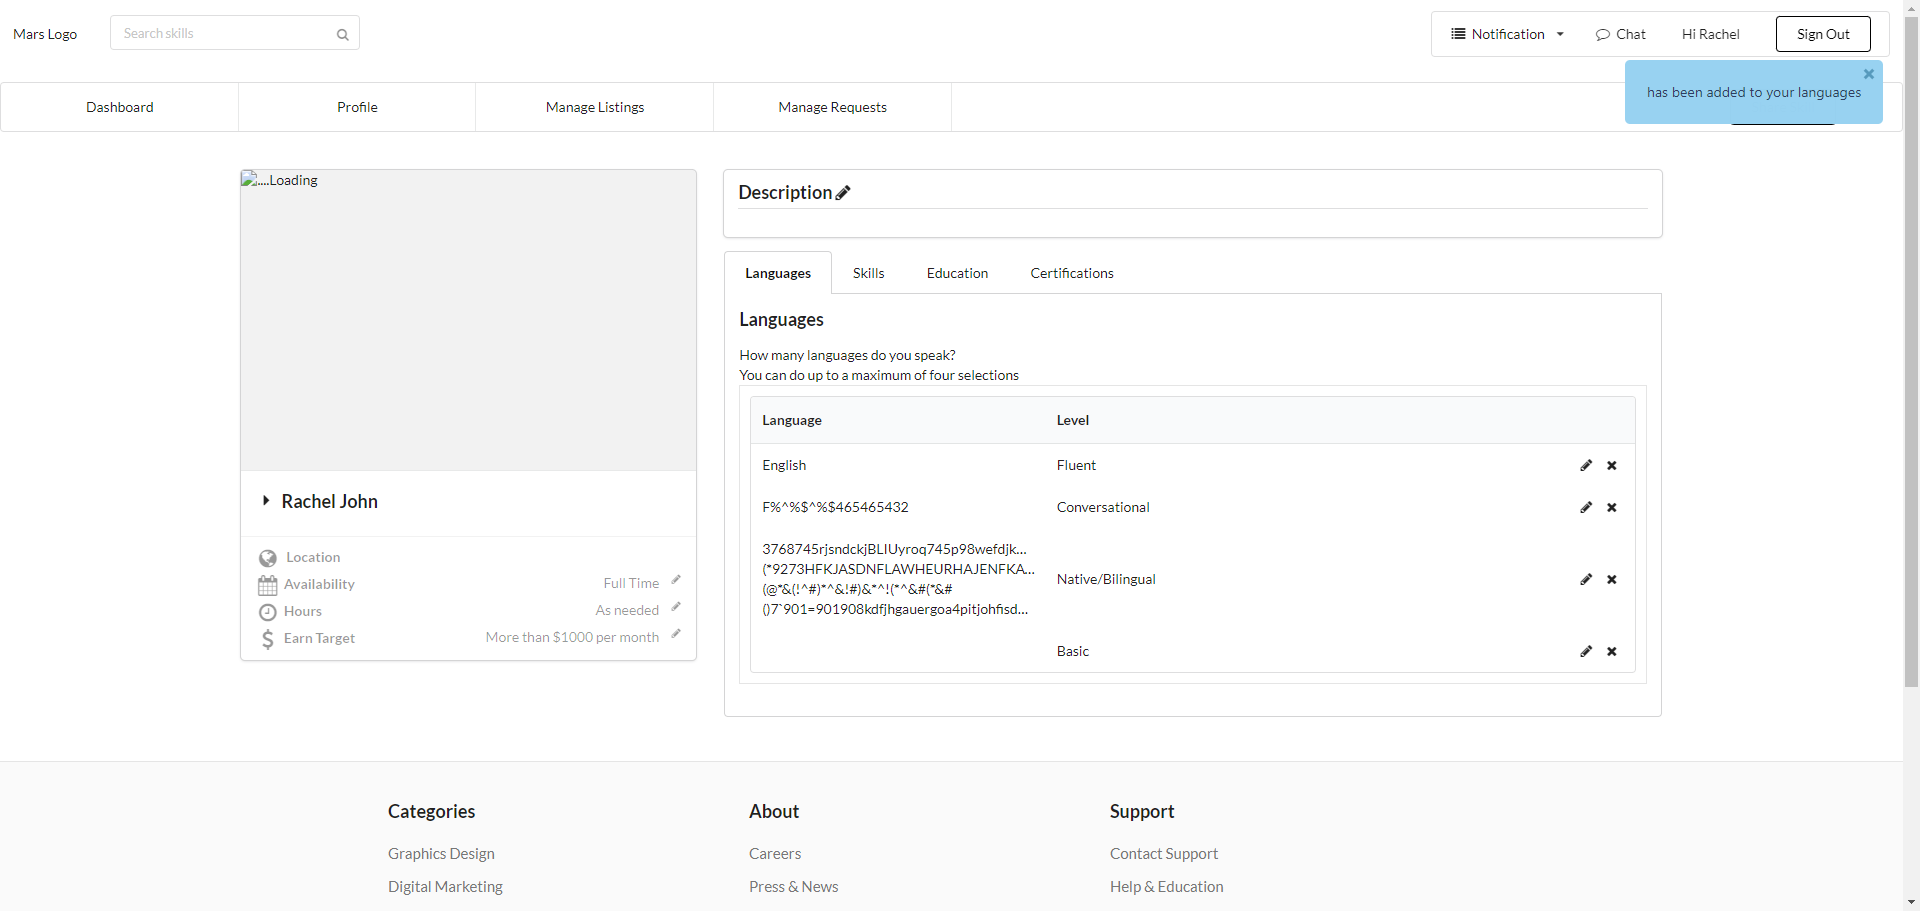 Mars Logo
Search skills
Notification
Chat
Hi Rachel
Sign Out
has been added to your languages
Dashboard
Profile
Manage Listings
Manage Requests
....Loading
Description
Languages
Skills
Education
Certifications
Languages
How many languages do you speak?
You can do up to a maximum of four selections
Language Level
English Fluent
F%^%$^%$465465432 Conversational
3768745rjsndckjBLIUyroq745p98wefdjk...
(*9273HFKJASDNFLAWHEURHAJENFKA...
(@*&(!^#)*^&!#)&*^!(*^&#(*&#
()7`901=901908kdfjhgauergoa4pitjohfisd...
Native/Bilingual
Basic
Rachel John
Location
Availability Full Time
Hours As needed
Earn Target More than $1000 per month
Categories
Graphics Design
Digital Marketing
About
Careers
Press & News
Support
Contact Support
Help & Education